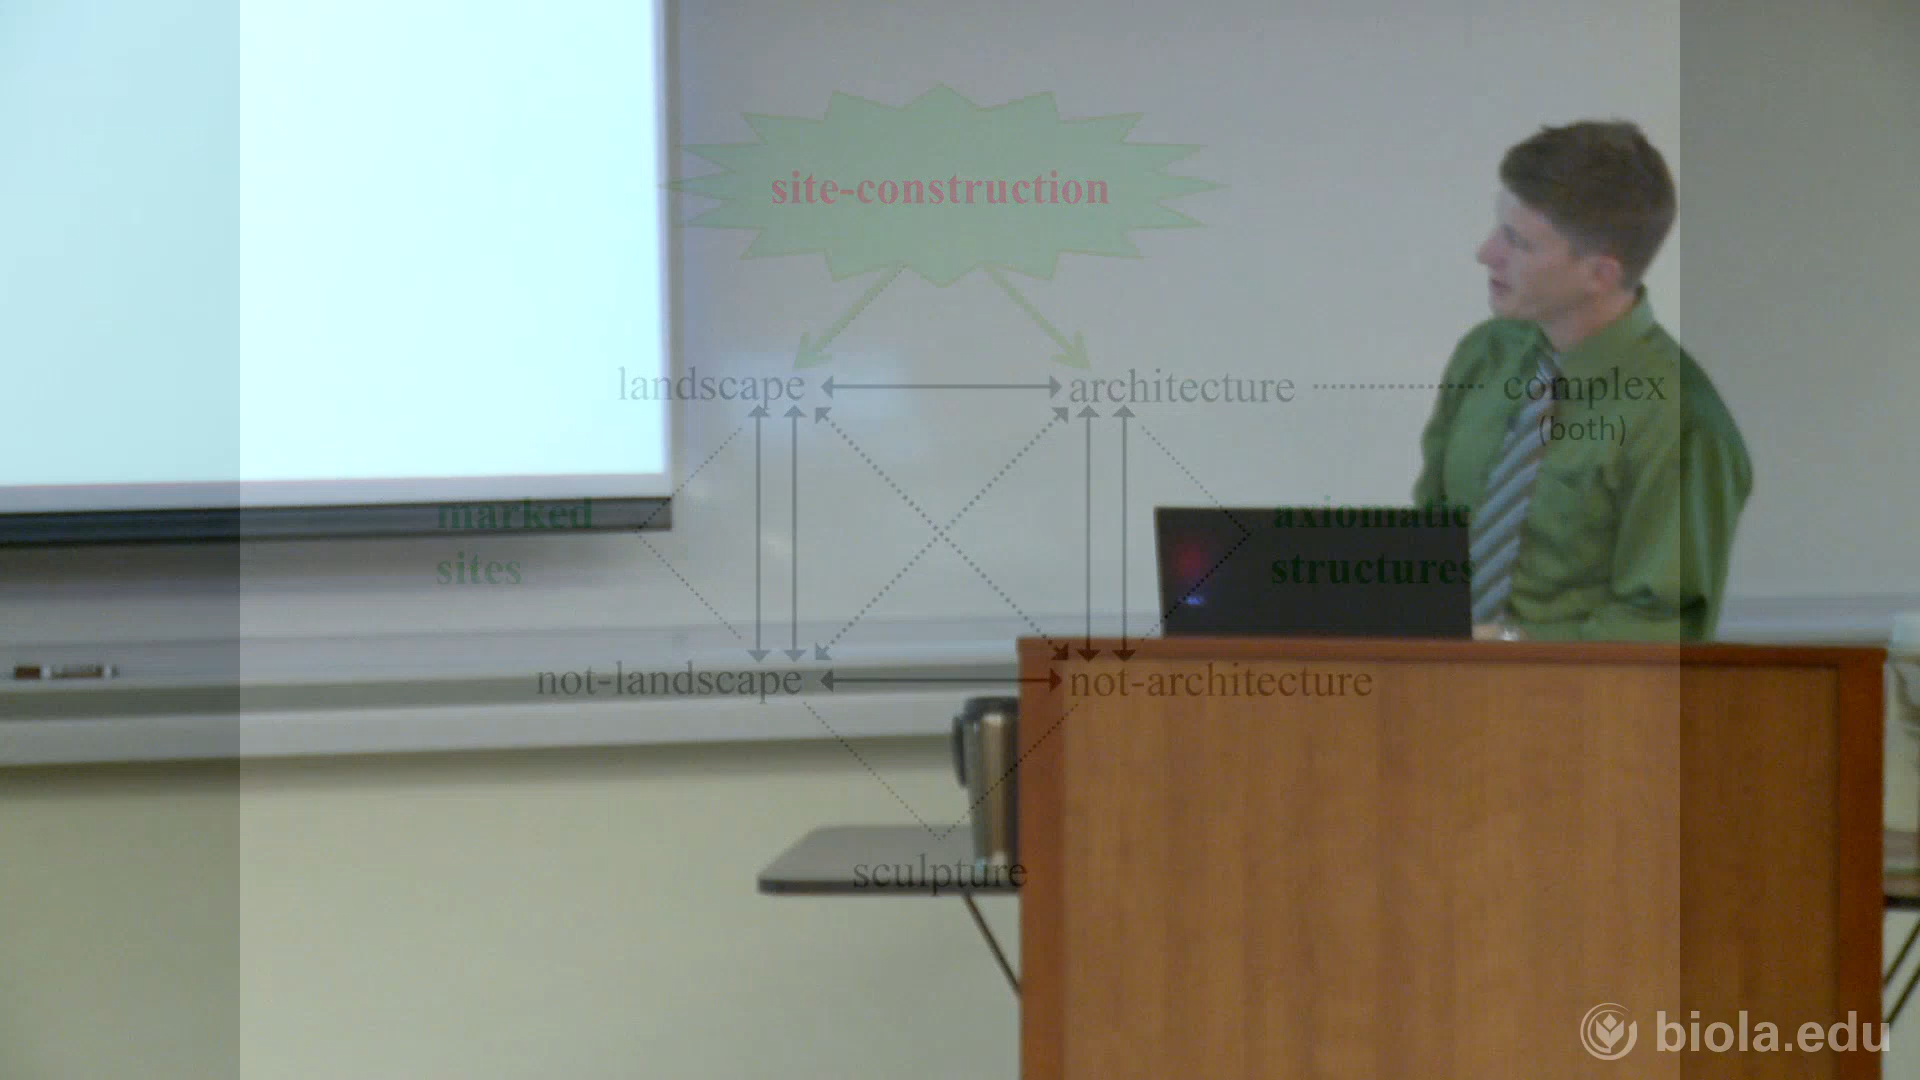 site-construction
landscape
architecture
complex
(both)
marked
sites
axiomatic
structures
not-landscape
not-architecture
sculpture
biola.edu